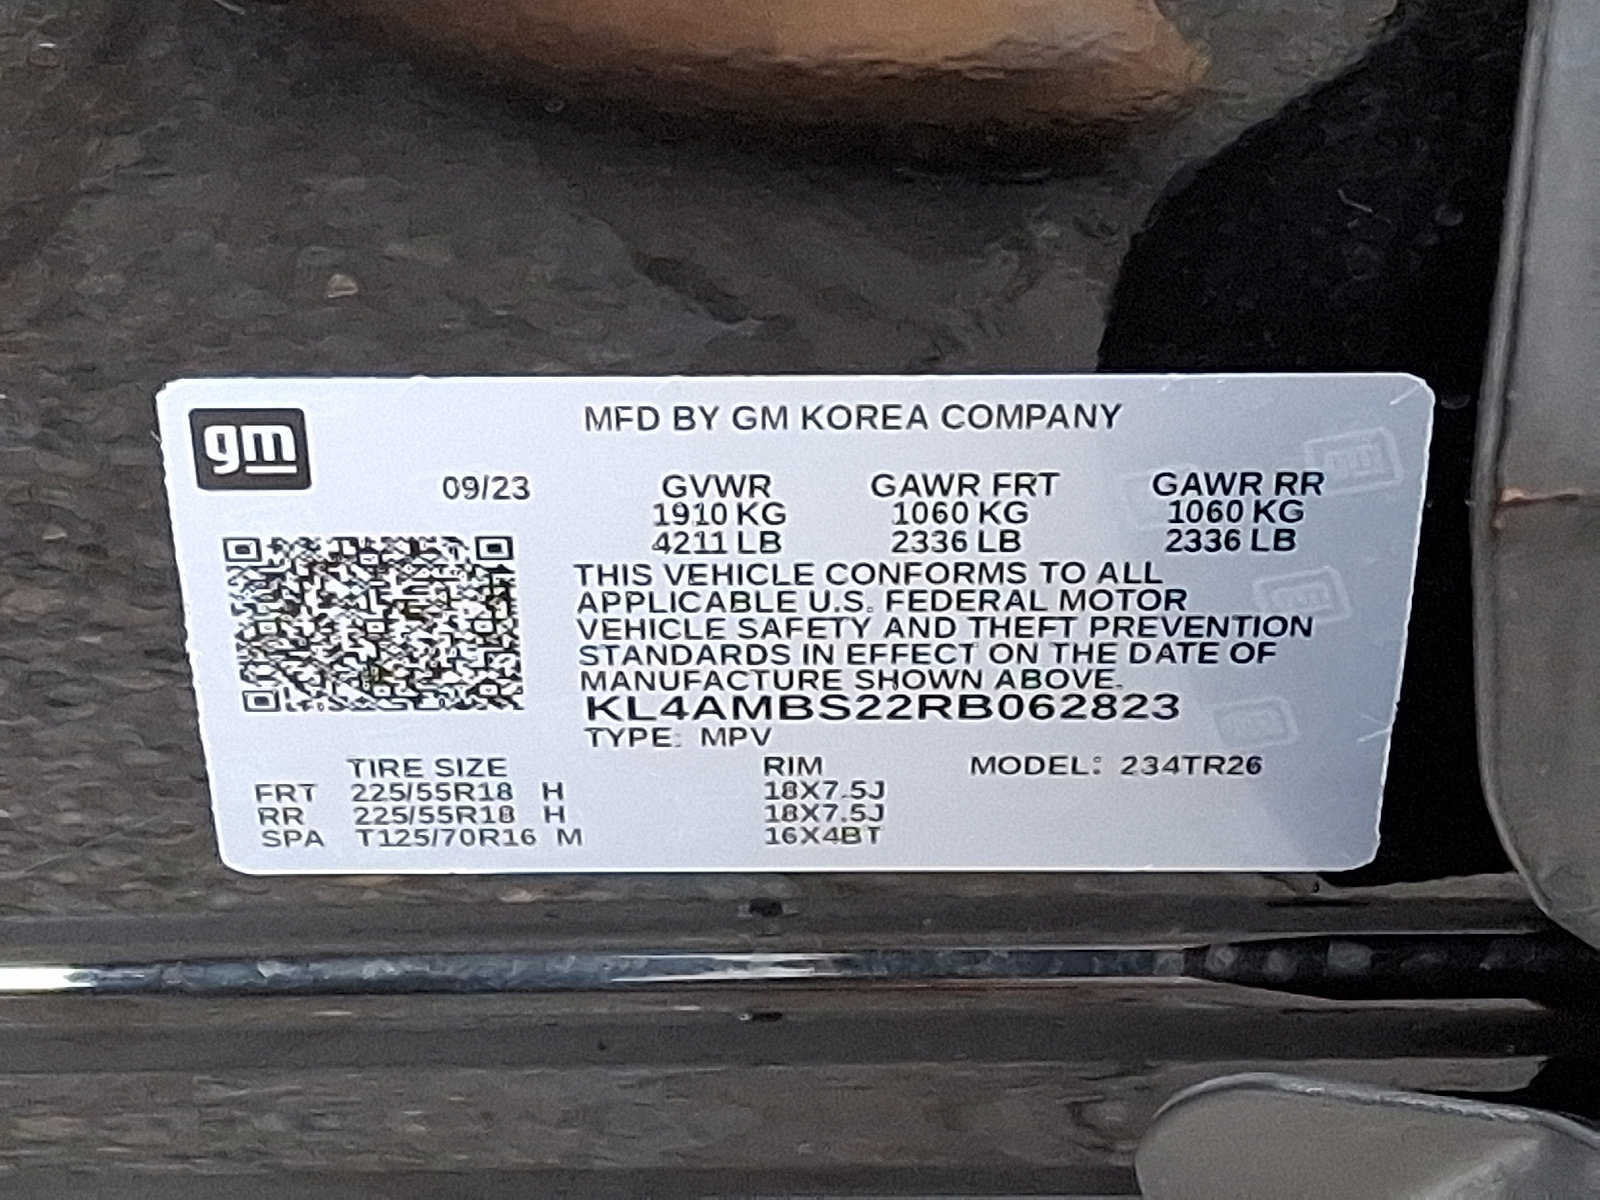 gm
MFD BY GM KOREA COMPANY
09/23 GVWR GAWR FRT GAWR RR
1910 KG 1060 KG 1060 KG
4211 LB 2336 LB 2336 LB
THIS VEHICLE CONFORMS TO ALL
APPLICABLE U.S. FEDERAL MOTOR
VEHICLE SAFETY AND THEFT PREVENTION
STANDARDS IN EFFECT ON THE DATE OF
MANUFACTURE SHOWN ABOVE.
KL4AMBS22RB062823
TYPE: MPV
TIRE SIZE RIM MODEL: 234TR26
FRT 225/55R18 H 18X7.5J
RR 225/55R18 H 18X7.5J
SPA T125/70R16 M 16X4BT